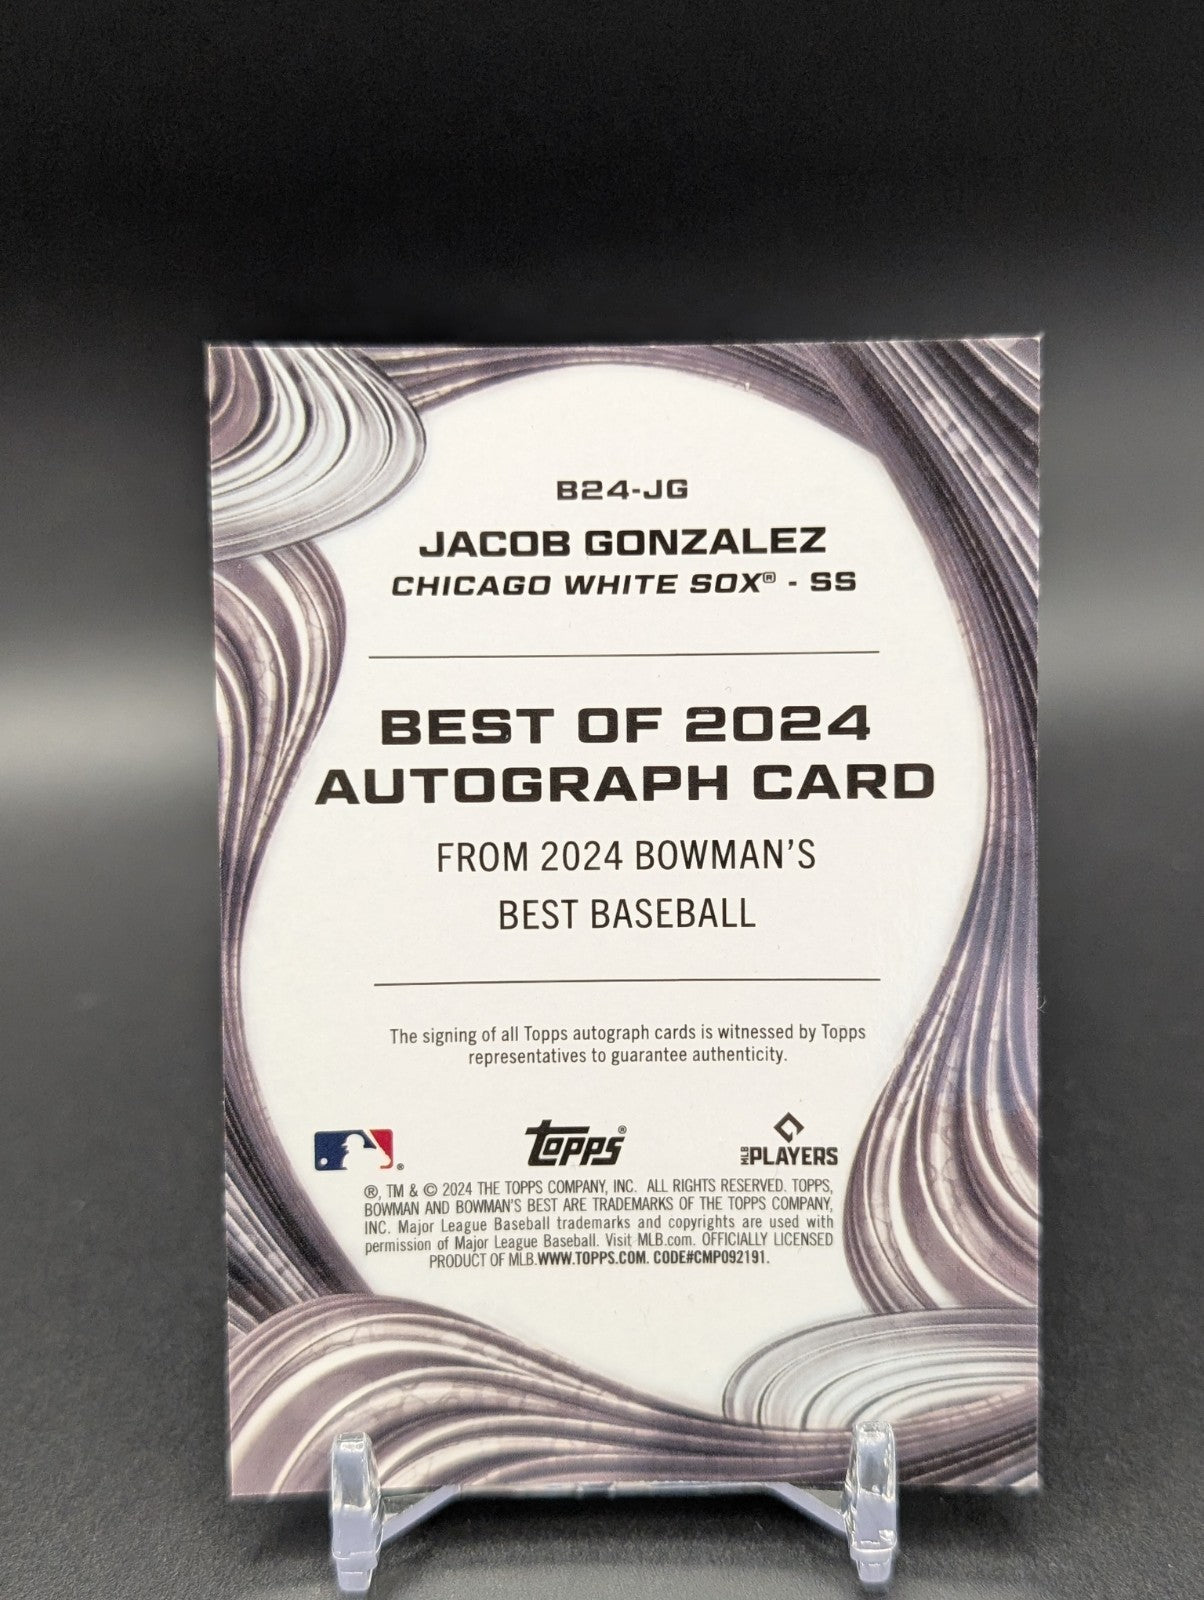 B24-JG
JACOB GONZALEZ
CHICAGO WHITE SOX® - SS
BEST OF 2024
AUTOGRAPH CARD
FROM 2024 BOWMAN'S
BEST BASEBALL
The signing of all Topps autograph cards is witnessed by Topps
representatives to guarantee authenticity.
®
Topps®
MLB PLAYERS
®, TM & © 2024 THE TOPPS COMPANY, INC. ALL RIGHTS RESERVED. TOPPS,
BOWMAN AND BOWMAN'S BEST ARE TRADEMARKS OF THE TOPPS COMPANY,
INC. Major League Baseball trademarks and copyrights are used with
permission of Major League Baseball. Visit MLB.com. OFFICIALLY LICENSED
PRODUCT OF MLB.WWW.TOPPS.COM. CODE#CMP092191.